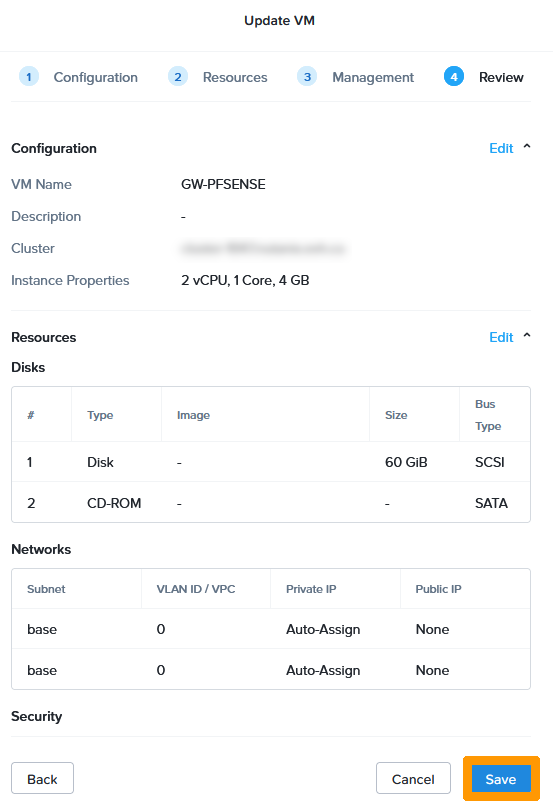 Update VM
1 Configuration 2 Resources 3 Management 4 Review
Configuration Edit
VM Name GW-PFSENSE
Description -
Cluster
Instance Properties 2 vCPU, 1 Core, 4 GB
Resources Edit
Disks
# Type Image Size Bus Type
1 Disk - 60 GiB SCSI
2 CD-ROM - - SATA
Networks
Subnet VLAN ID / VPC Private IP Public IP
base 0 Auto-Assign None
base 0 Auto-Assign None
Security
Back Cancel Save